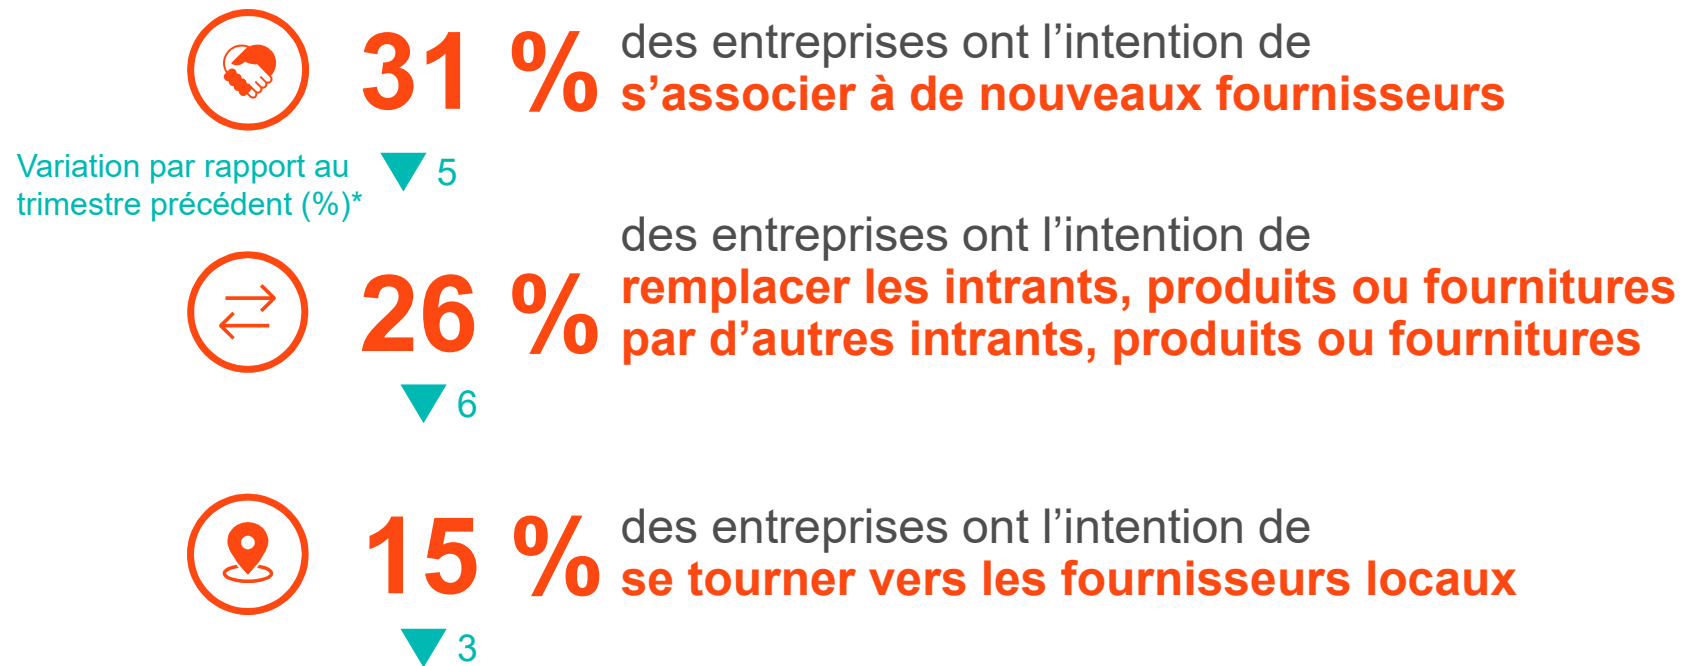 31 %
des entreprises ont l’intention de
s’associer à de nouveaux fournisseurs
Variation par rapport au
trimestre précédent (%)*
▼ 5
26 %
des entreprises ont l’intention de
remplacer les intrants, produits ou fournitures
par d’autres intrants, produits ou fournitures
▼ 6
15 %
des entreprises ont l’intention de
se tourner vers les fournisseurs locaux
▼ 3